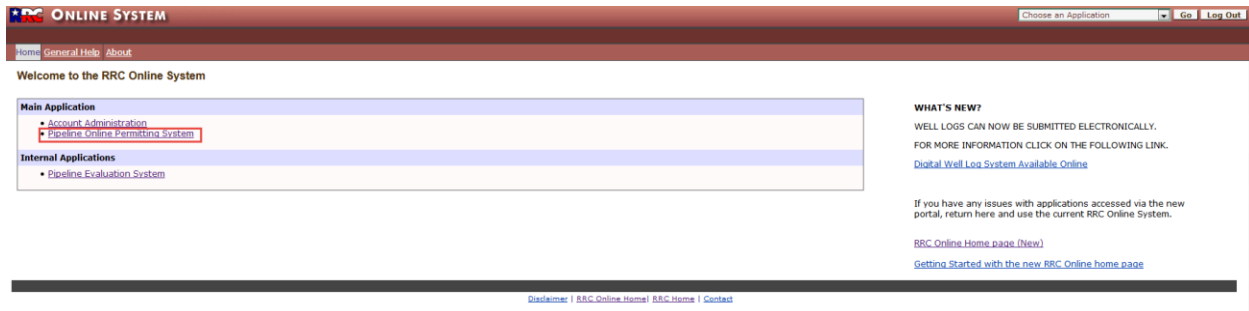 RRC ONLINE SYSTEM
Choose an Application Go Log Out
Home General Help About
Welcome to the RRC Online System
Main Application
• Account Administration
• Pipeline Online Permitting System
Internal Applications
• Pipeline Evaluation System
WHAT'S NEW?
WELL LOGS CAN NOW BE SUBMITTED ELECTRONICALLY.
FOR MORE INFORMATION CLICK ON THE FOLLOWING LINK.
Digital Well Log System Available Online
If you have any issues with applications accessed via the new
portal, return here and use the current RRC Online System.
RRC Online Home page (New)
Getting Started with the new RRC Online home page
Disclaimer | RRC Online Home| RRC Home | Contact